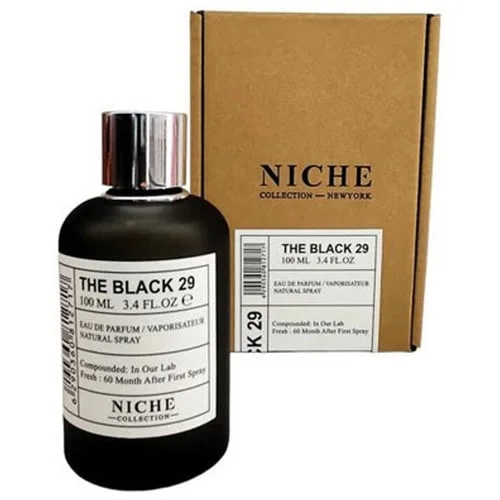 NICHE
COLLECTION — NEWYORK
THE BLACK 29
100 ML 3.4 FL.OZ
EAU DE PARFUM / VAPORISATEUR
NATURAL SPRAY
Compounded: In Our Lab
Fresh : 60 Month After First Spray
BLACK 29
THE BLACK 29
100 ML 3.4 FL.OZ ℮
EAU DE PARFUM / VAPORISATEUR
NATURAL SPRAY
Compounded: In Our Lab
Fresh : 60 Month After First Spray
NICHE
—COLLECTION—